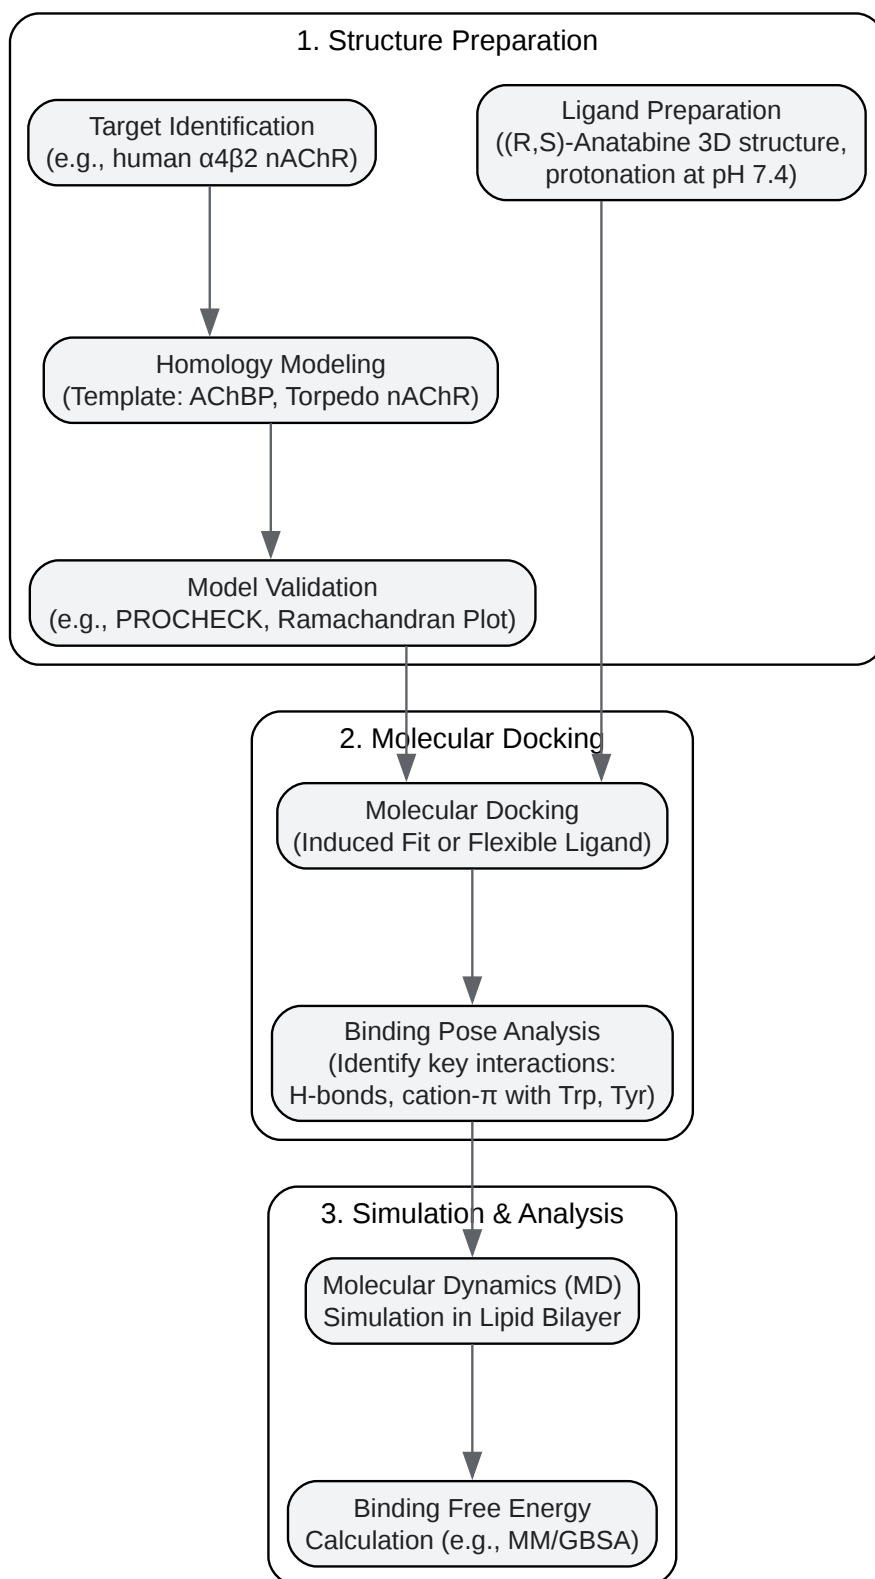 1. Structure Preparation
Target Identification
(e.g., human α4β2 nAChR)
Ligand Preparation
((R,S)-Anatabine 3D structure,
protonation at pH 7.4)
Homology Modeling
(Template: AChBP, Torpedo nAChR)
Model Validation
(e.g., PROCHECK, Ramachandran Plot)
2. Molecular Docking
Molecular Docking
(Induced Fit or Flexible Ligand)
Binding Pose Analysis
(Identify key interactions:
H-bonds, cation-π with Trp, Tyr)
3. Simulation & Analysis
Molecular Dynamics (MD)
Simulation in Lipid Bilayer
Binding Free Energy
Calculation (e.g., MM/GBSA)